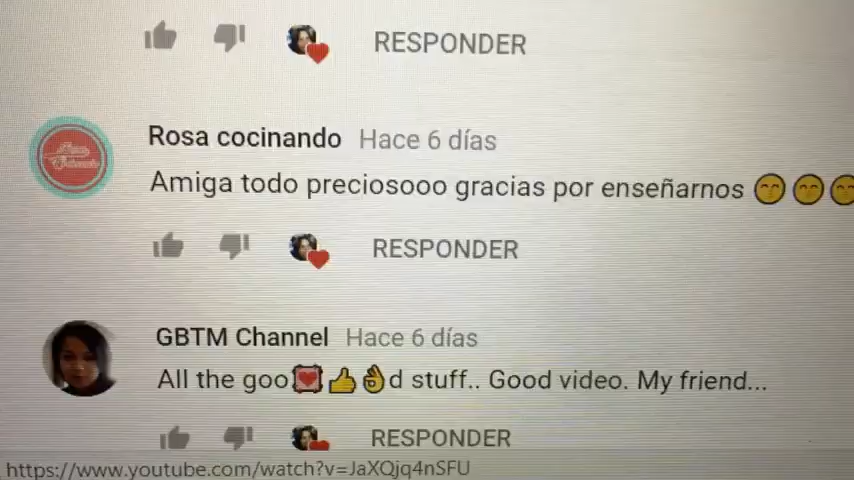 RESPONDER
Rosa cocinando Hace 6 días
Amiga todo preciosooo gracias por enseñarnos 😙😙😙
RESPONDER
GBTM Channel Hace 6 días
All the goo💟👍👌d stuff.. Good video. My friend...
RESPONDER
https://www.youtube.com/watch?v=JaXQjq4nSFU